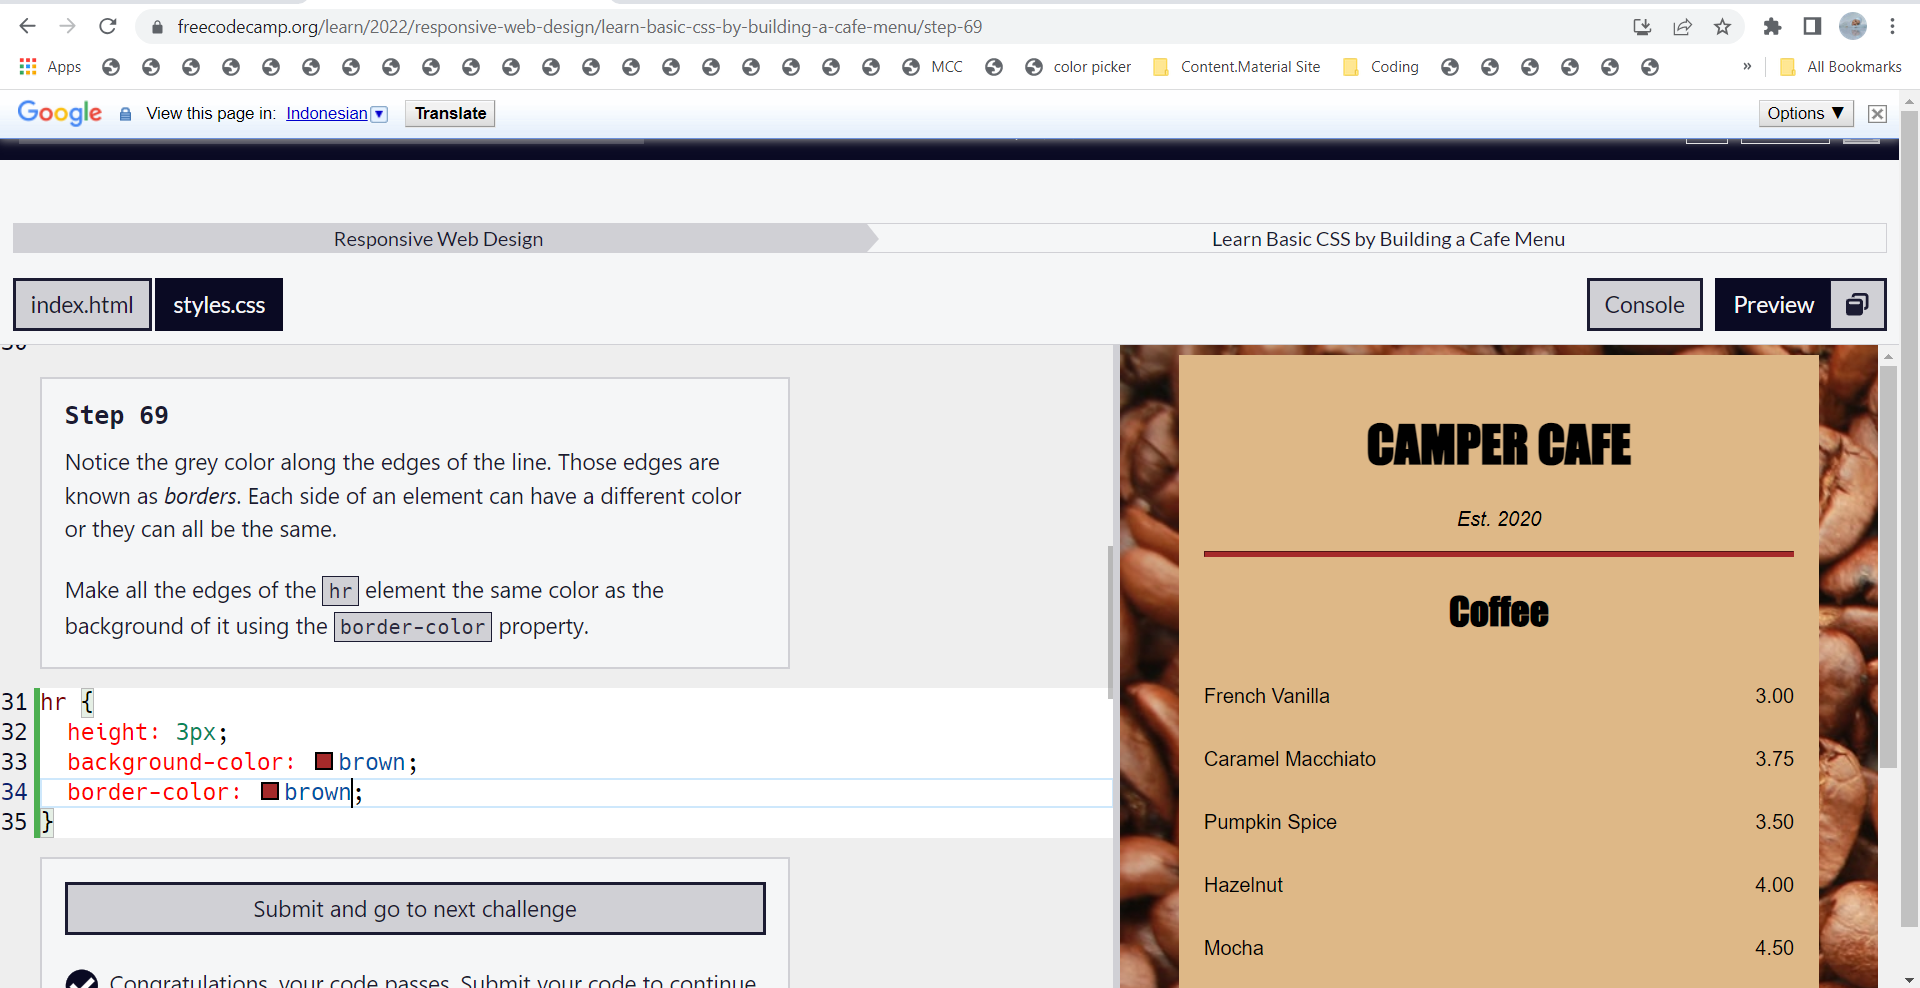 freecodecamp.org/learn/2022/responsive-web-design/learn-basic-css-by-building-a-cafe-menu/step-69
Apps MCC color picker Content.Material Site Coding » All Bookmarks
Google View this page in: Indonesian Translate Options ▼
Responsive Web Design Learn Basic CSS by Building a Cafe Menu
index.html styles.css Console Preview
Step 69
Notice the grey color along the edges of the line. Those edges are
known as borders. Each side of an element can have a different color
or they can all be the same.
Make all the edges of the hr element the same color as the
background of it using the border-color property.
31 hr {
32 height: 3px;
33 background-color: brown;
34 border-color: brown;
35 }
Submit and go to next challenge
Congratulations, your code passes. Submit your code to continue
CAMPER CAFE
Est. 2020
Coffee
French Vanilla 3.00
Caramel Macchiato 3.75
Pumpkin Spice 3.50
Hazelnut 4.00
Mocha 4.50